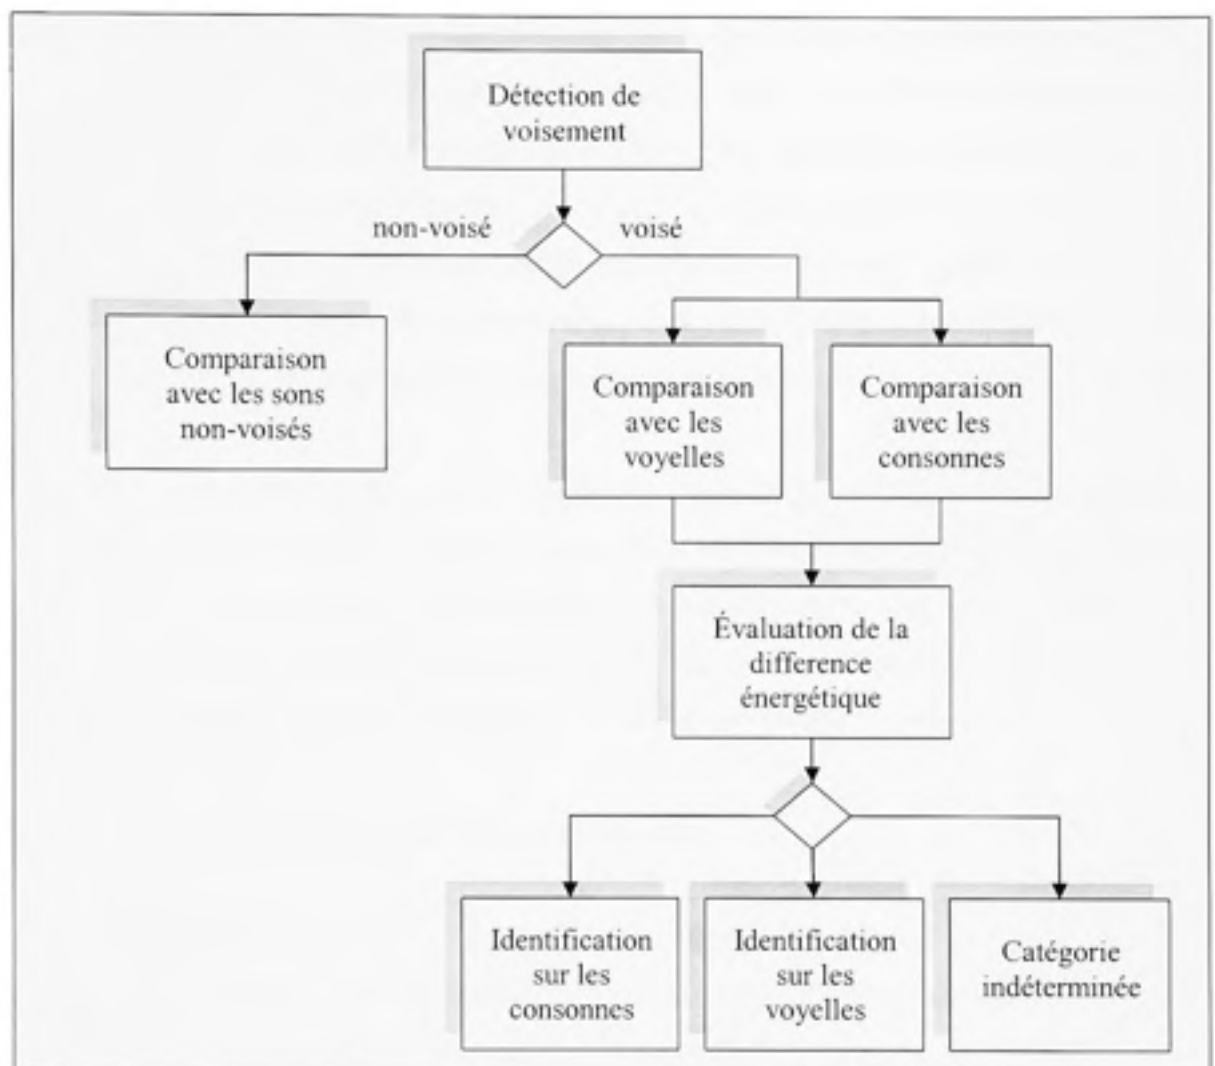 Détection de
voisement
non-voisé
voisé
Comparaison
avec les sons
non-voisés
Comparaison
avec les
voyelles
Comparaison
avec les
consonnes
Évaluation de la
difference
énergétique
Identification
sur les
consonnes
Identification
sur les
voyelles
Catégorie
indéterminée